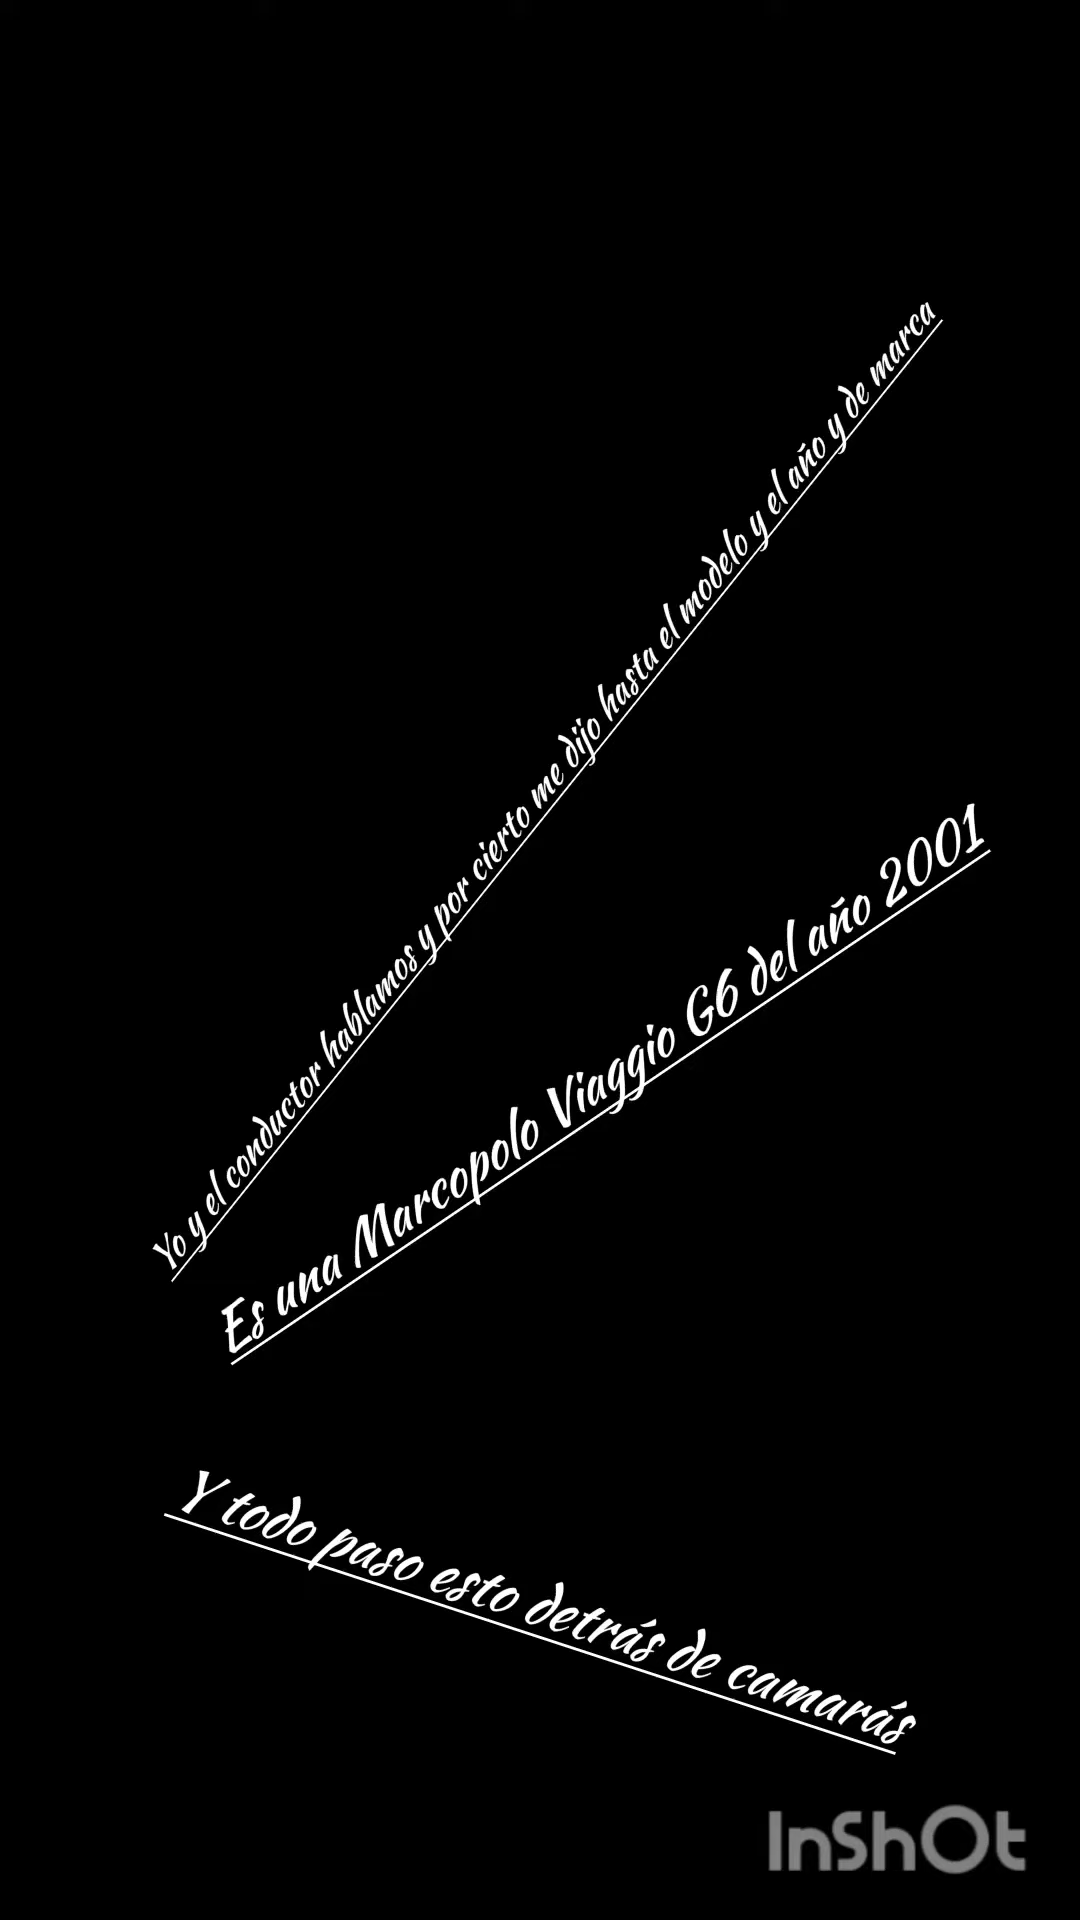 Yo y el conductor hablamos y por cierto me dijo hasta el modelo y el año y de marca
Es una Marcopolo Viaggio G6 del año 2001
Y todo paso esto detrás de camarás
InShOt